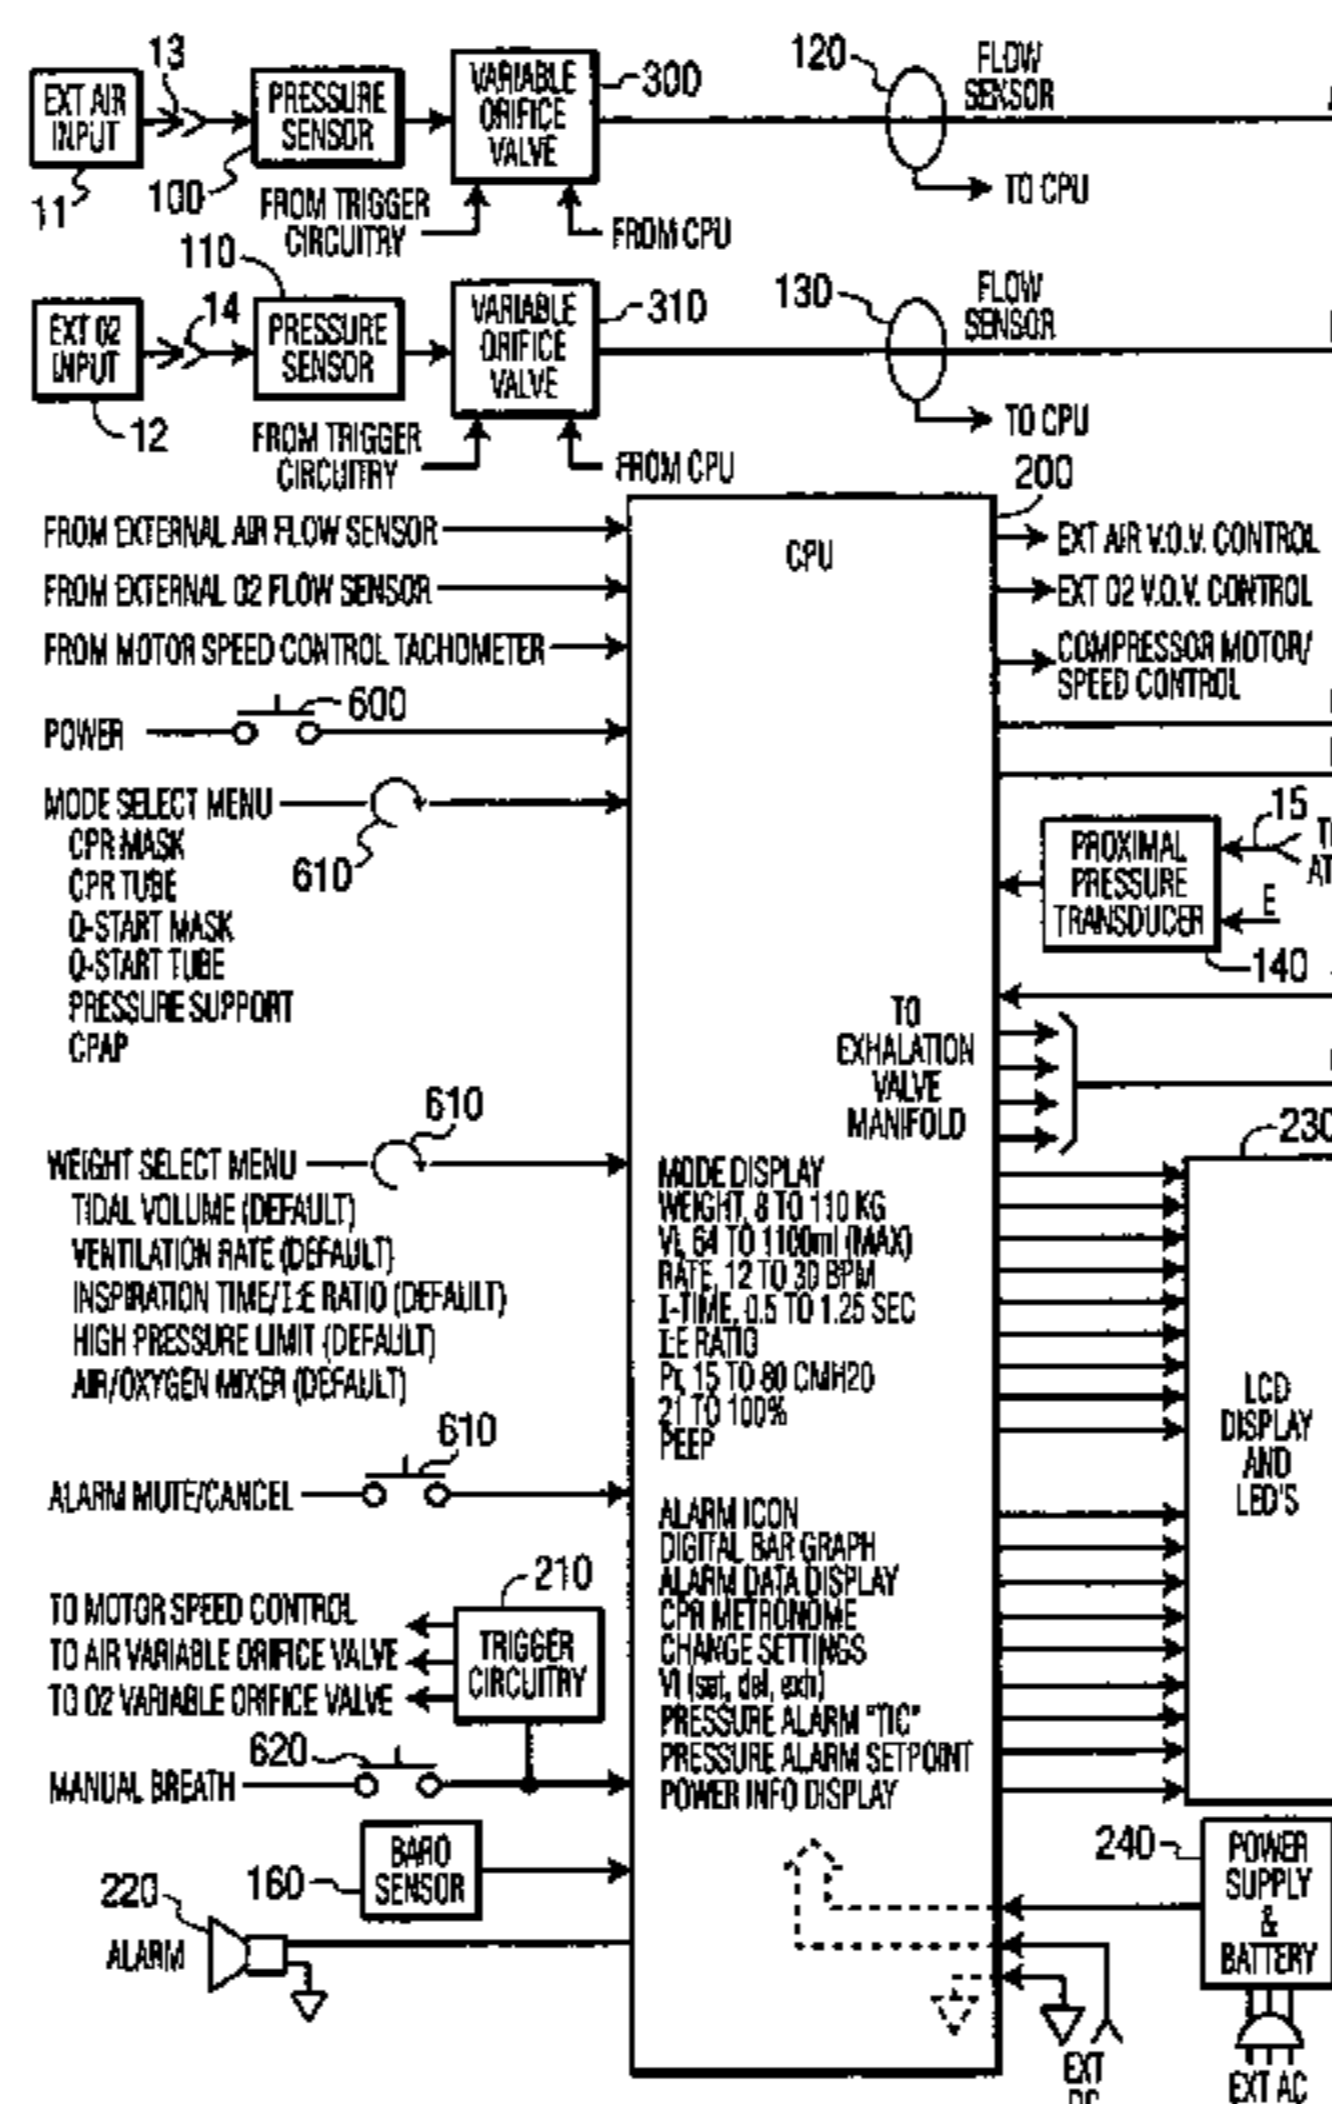 13
EXT AIR
INPUT
11
PRESSURE
SENSOR
100
VARIABLE
ORIFICE
VALVE
300
FROM TRIGGER
CIRCUITRY
FROM CPU
120
FLOW
SENSOR
TO CPU
110
EXT O2
INPUT
12
14
PRESSURE
SENSOR
VARIABLE
ORIFICE
VALVE
310
FROM TRIGGER
CIRCUITRY
FROM CPU
130
FLOW
SENSOR
TO CPU
200
CPU
FROM EXTERNAL AIR FLOW SENSOR
FROM EXTERNAL O2 FLOW SENSOR
FROM MOTOR SPEED CONTROL TACHOMETER
POWER
600
MODE SELECT MENU
610
CPR MASK
CPR TUBE
Q-START MASK
Q-START TUBE
PRESSURE SUPPORT
CPAP
610
WEIGHT SELECT MENU
TIDAL VOLUME (DEFAULT)
VENTILATION RATE (DEFAULT)
INSPIRATION TIME/I:E RATIO (DEFAULT)
HIGH PRESSURE LIMIT (DEFAULT)
AIR/OXYGEN MIXER (DEFAULT)
610
ALARM MUTE/CANCEL
210
TRIGGER
CIRCUITRY
TO MOTOR SPEED CONTROL
TO AIR VARIABLE ORIFICE VALVE
TO O2 VARIABLE ORIFICE VALVE
620
MANUAL BREATH
BARO
SENSOR
160
220
ALARM
EXT AIR V.O.V. CONTROL
EXT O2 V.O.V. CONTROL
COMPRESSOR MOTOR/
SPEED CONTROL
15
PROXIMAL
PRESSURE
TRANSDUCER
E
140
TO
EXHALATION
VALVE
MANIFOLD
230
MODE DISPLAY
WEIGHT, 8 TO 110 KG
Vt, 64 TO 1100ml (MAX)
RATE, 12 TO 30 BPM
I-TIME, 0.5 TO 1.25 SEC
I:E RATIO
Pt, 15 TO 80 CMH2O
21 TO 100%
PEEP
ALARM ICON
DIGITAL BAR GRAPH
ALARM DATA DISPLAY
CPR METRONOME
CHANGE SETTINGS
Vt (set, del, exh)
PRESSURE ALARM "TIC"
PRESSURE ALARM SETPOINT
POWER INFO DISPLAY
LCD
DISPLAY
AND
LED'S
240
POWER
SUPPLY
&
BATTERY
EXT
EXT AC